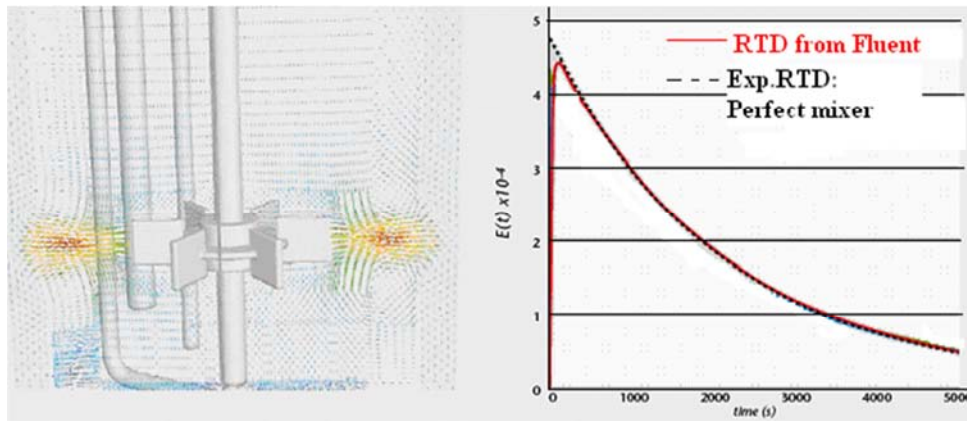 5
4
3
2
1
0
E(t) x10-4
RTD from Fluent
Exp.RTD:
Perfect mixer
0 1000 2000 3000 4000 5000
time (s)